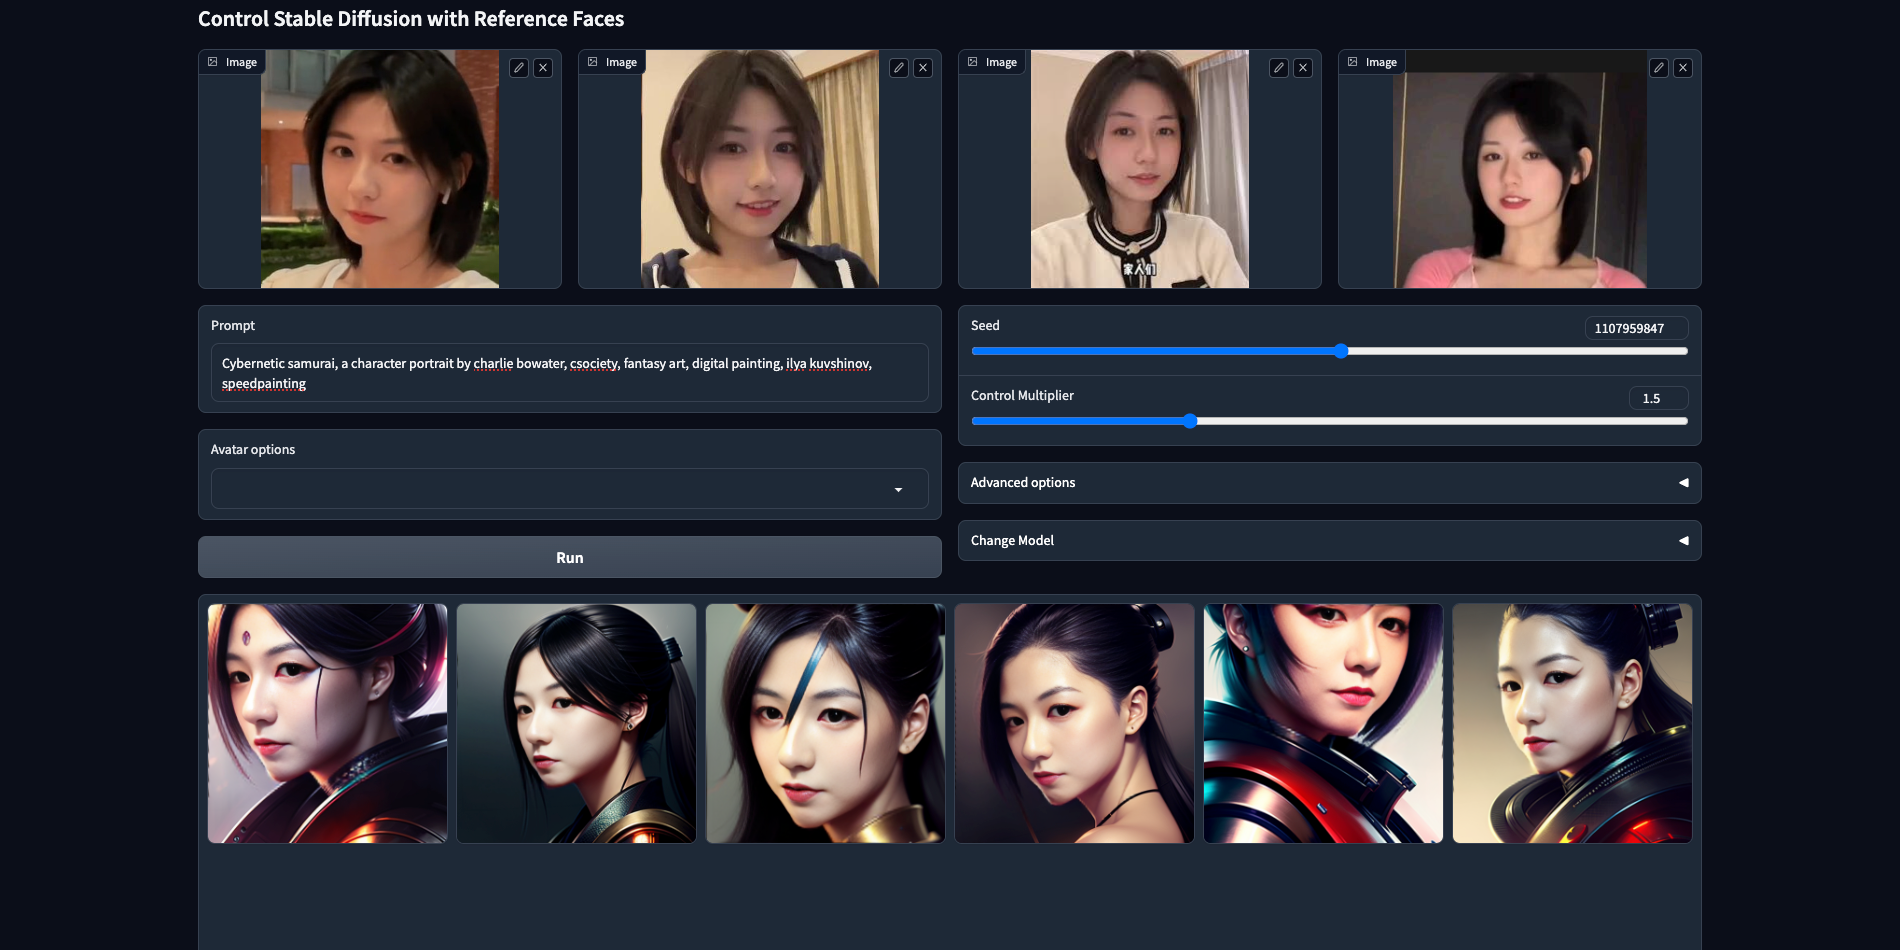 Control Stable Diffusion with Reference Faces
Image
Image
Image
Image
家人们
Prompt
Cybernetic samurai, a character portrait by charlie bowater, csociety, fantasy art, digital painting, ilya kuvshinov,
speedpainting
Seed
1107959847
Control Multiplier
1.5
Avatar options
Advanced options
Change Model
Run